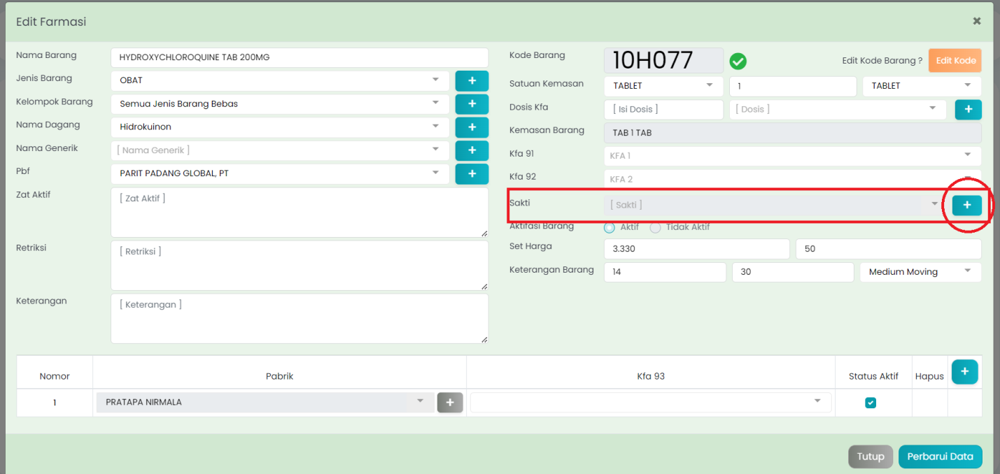 Edit Farmasi
Nama Barang
HYDROXYCHLOROQUINE TAB 200MG
Jenis Barang
OBAT
Kelompok Barang
Semua Jenis Barang Bebas
Nama Dagang
Hidrokuinon
Nama Generik
[ Nama Generik ]
Pbf
PARIT PADANG GLOBAL, PT
Zat Aktif
[ Zat Aktif ]
Retriksi
[ Retriksi ]
Keterangan
[ Keterangan ]
Kode Barang
10H077
Edit Kode Barang ?
Edit Kode
Satuan Kemasan
TABLET
1
TABLET
Dosis Kfa
[ Isi Dosis ]
[ Dosis ]
Kemasan Barang
TAB 1 TAB
Kfa 91
KFA 1
Kfa 92
KFA 2
Sakti
[ Sakti ]
Aktifasi Barang
Aktif
Tidak Aktif
Set Harga
3.330
50
Keterangan Barang
14
30
Medium Moving
Nomor
Pabrik
Kfa 93
Status Aktif
Hapus
1
PRATAPA NIRMALA
Tutup
Perbarui Data